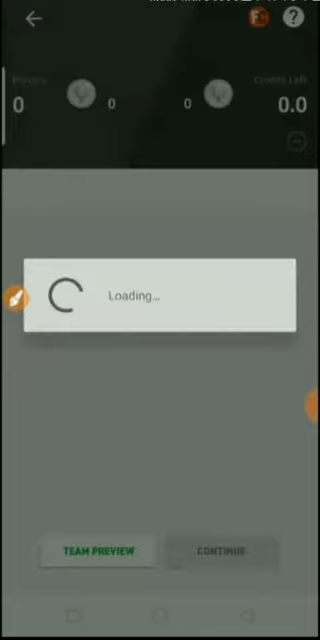 Players
Credits Left
0
0
0
0.0
Loading...
TEAM PREVIEW
CONTINUE